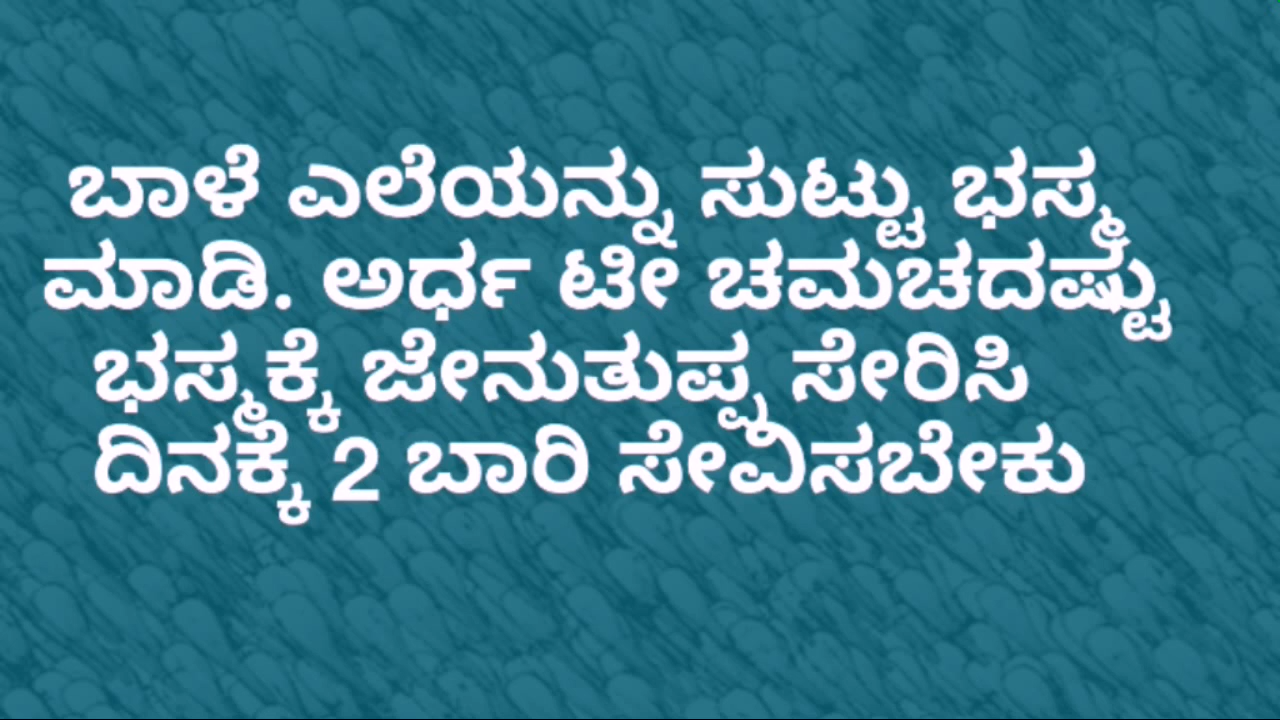 ಬಾಳೆ ಎಲೆಯನ್ನು ಸುಟ್ಟು ಭಸ್ಮ
ಮಾಡಿ. ಅರ್ಧ ಟೀ ಚಮಚದಷ್ಟು
ಭಸ್ಮಕ್ಕೆ ಜೇನುತುಪ್ಪ ಸೇರಿಸಿ
ದಿನಕ್ಕೆ 2 ಬಾರಿ ಸೇವಿಸಬೇಕು